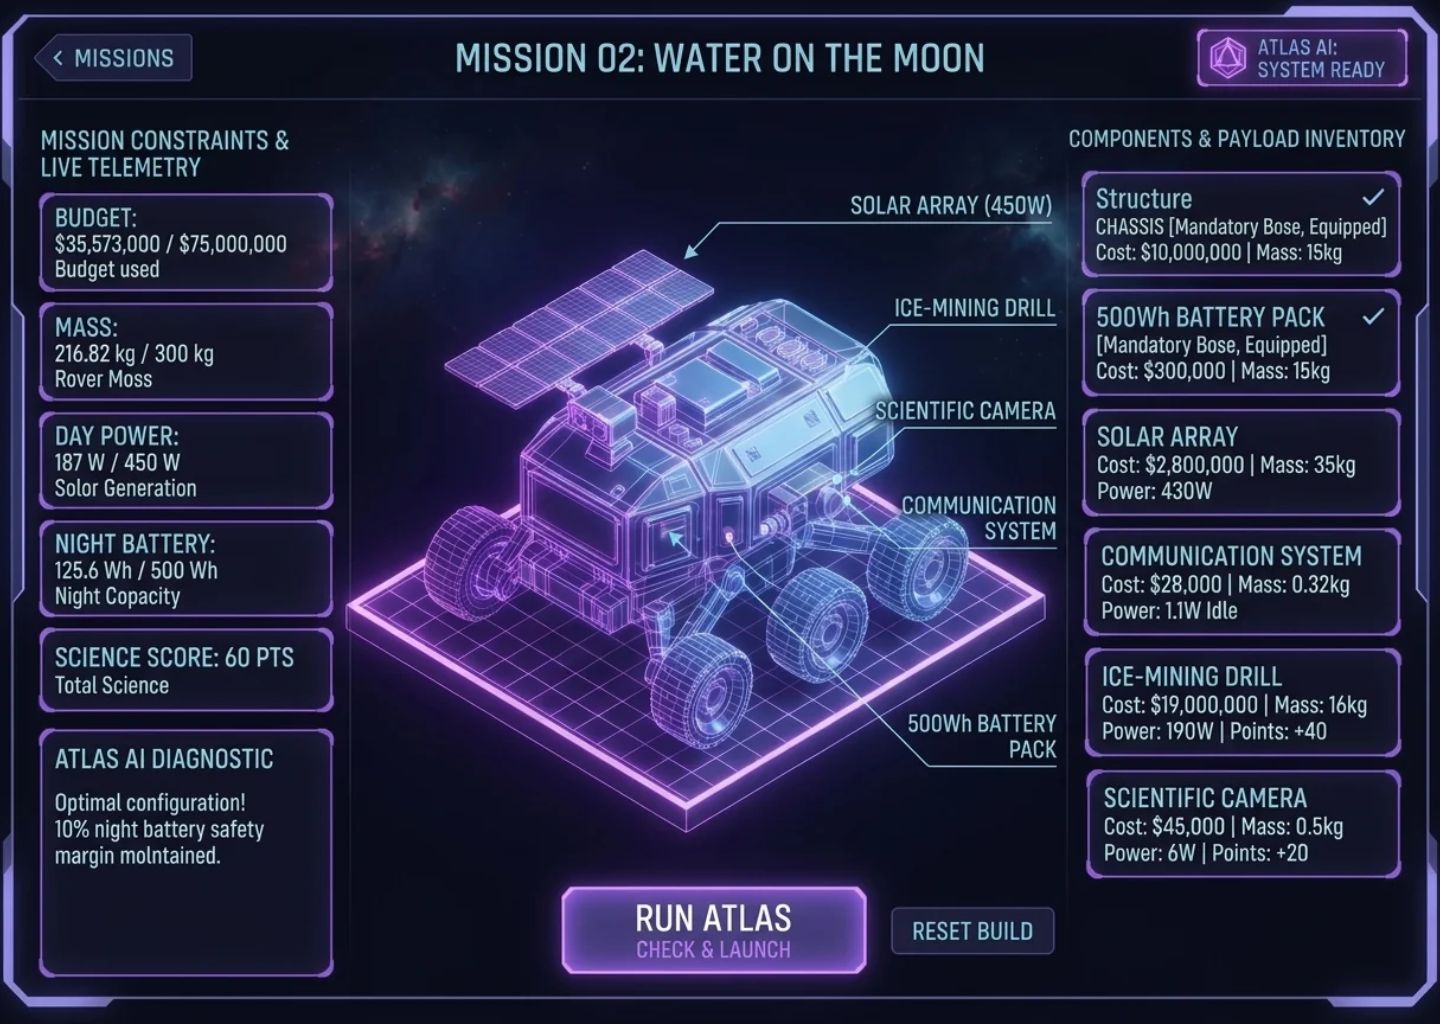 < MISSIONS
MISSION 02: WATER ON THE MOON
ATLAS AI:
SYSTEM READY
MISSION CONSTRAINTS &
LIVE TELEMETRY
BUDGET:
$35,573,000 / $75,000,000
Budget used
MASS:
216.82 kg / 300 kg
Rover Moss
DAY POWER:
187 W / 450 W
Solor Generation
NIGHT BATTERY:
125.6 Wh / 500 Wh
Night Copacity
SCIENCE SCORE: 60 PTS
Total Science
ATLAS AI DIAGNOSTIC
Optimal configuration!
10% night battery safety
margin molntained.
SOLAR ARRAY (450W)
ICE-MINING DRILL
SCIENTIFIC CAMERA
COMMUNICATION
SYSTEM
500Wh BATTERY
PACK
RUN ATLAS
CHECK & LAUNCH
RESET BUILD
COMPONENTS & PAYLOAD INVENTORY
Structure
CHASSIS [Mandatory Bose, Equipped]
Cost: $10,000,000 | Mass: 15kg
500Wh BATTERY PACK
[Mandatory Bose, Equipped]
Cost: $300,000 | Mass: 15kg
SOLAR ARRAY
Cost: $2,800,000 | Mass: 35kg
Power: 430W
COMMUNICATION SYSTEM
Cost: $28,000 | Mass: 0.32kg
Power: 1.1W Idle
ICE-MINING DRILL
Cost: $19,000,000 | Mass: 16kg
Power: 190W | Points: +40
SCIENTIFIC CAMERA
Cost: $45,000 | Mass: 0.5kg
Power: 6W | Points: +20